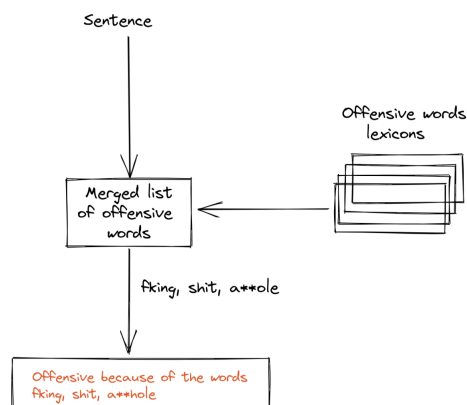 Sentence
Offensive words
lexicons
Merged list
of offensive
words
fking, shit, a**ole
Offensive because of the words
fking, shit, a**hole